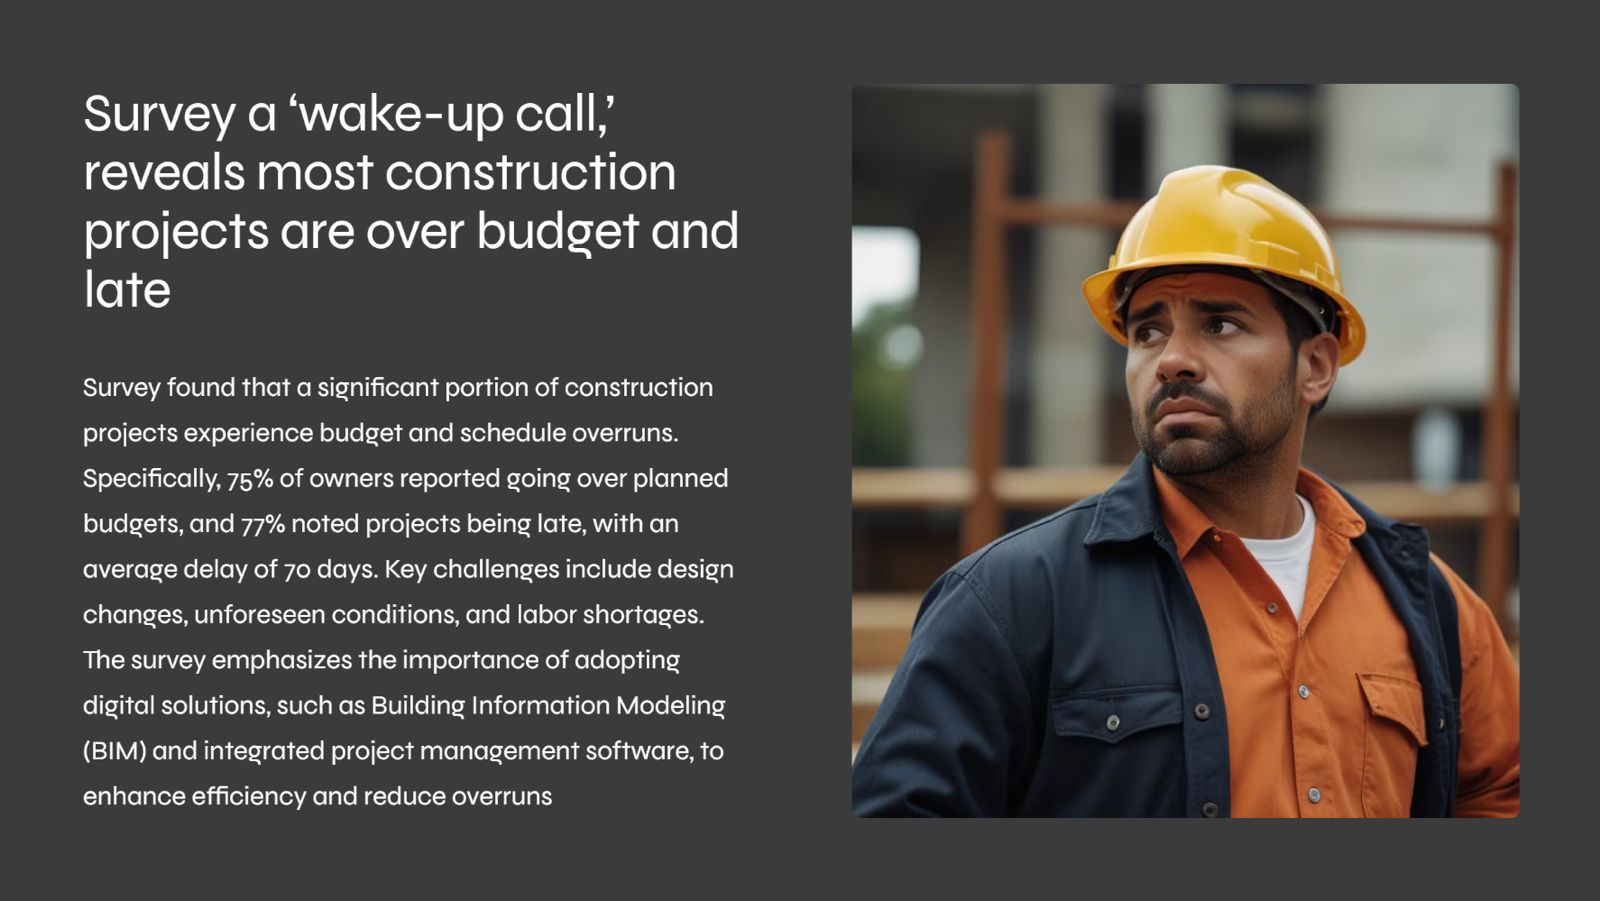 Survey a ‘wake-up call,’
reveals most construction
projects are over budget and
late
Survey found that a significant portion of construction
projects experience budget and schedule overruns.
Specifically, 75% of owners reported going over planned
budgets, and 77% noted projects being late, with an
average delay of 70 days. Key challenges include design
changes, unforeseen conditions, and labor shortages.
The survey emphasizes the importance of adopting
digital solutions, such as Building Information Modeling
(BIM) and integrated project management software, to
enhance efficiency and reduce overruns